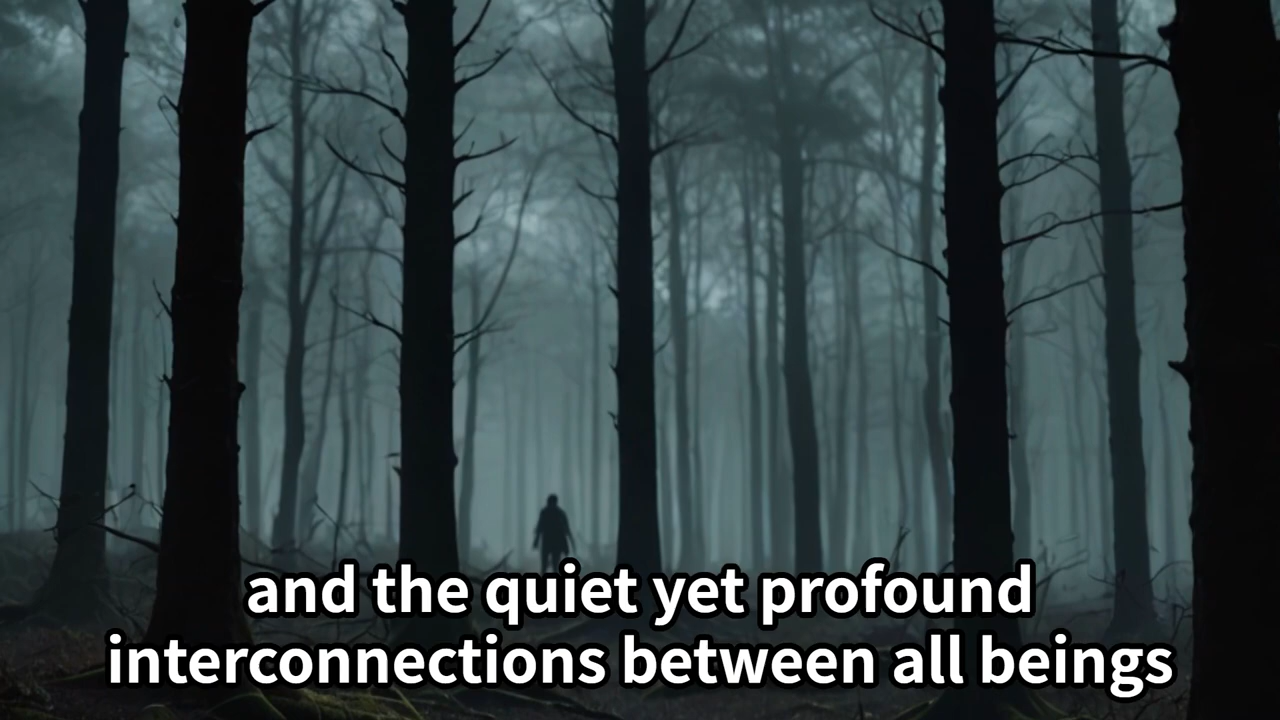 and the quiet yet profound
interconnections between all beings